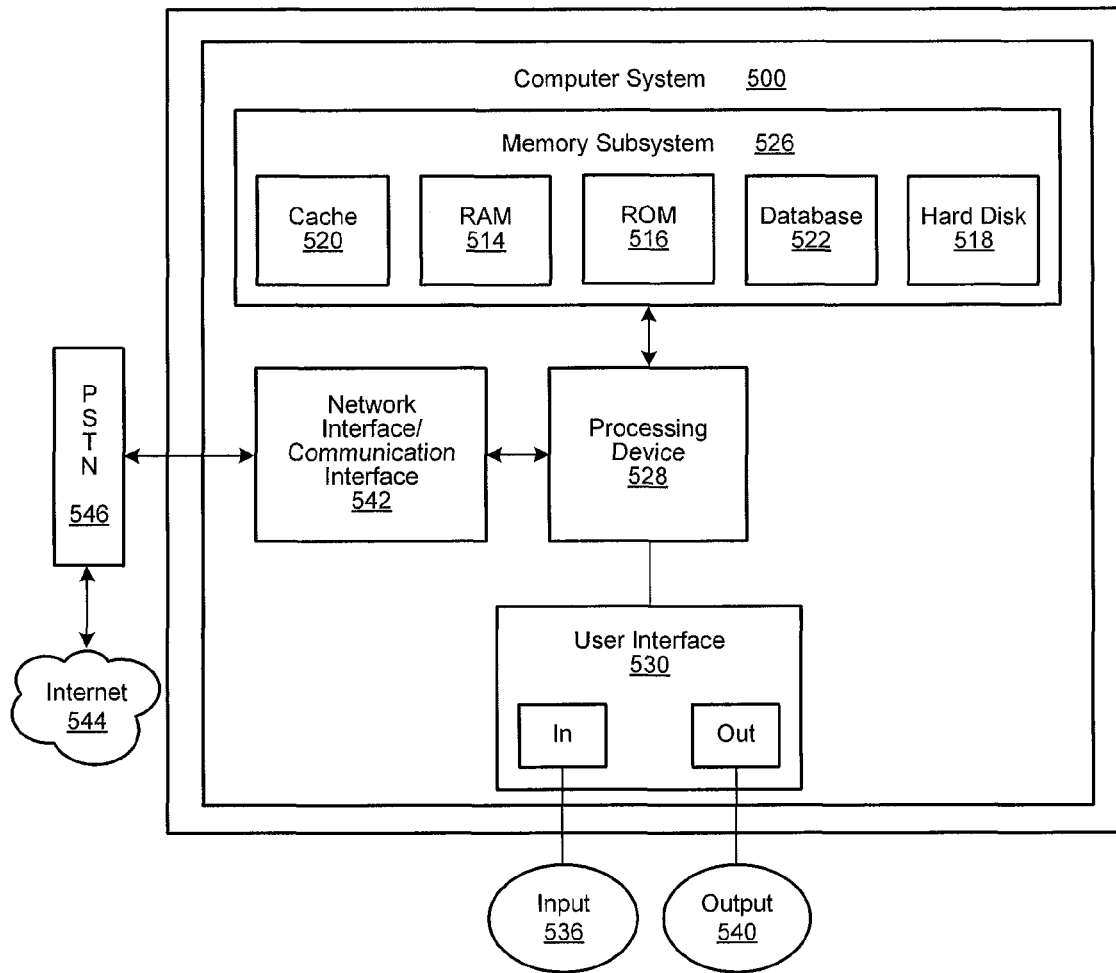 Computer System 500
Memory Subsystem 526
Cache
520
RAM
514
ROM
516
Database
522
Hard Disk
518
P
S
T
N
546
Network
Interface/
Communication
Interface
542
Processing
Device
528
User Interface
530
In
Out
Internet
544
Input
536
Output
540